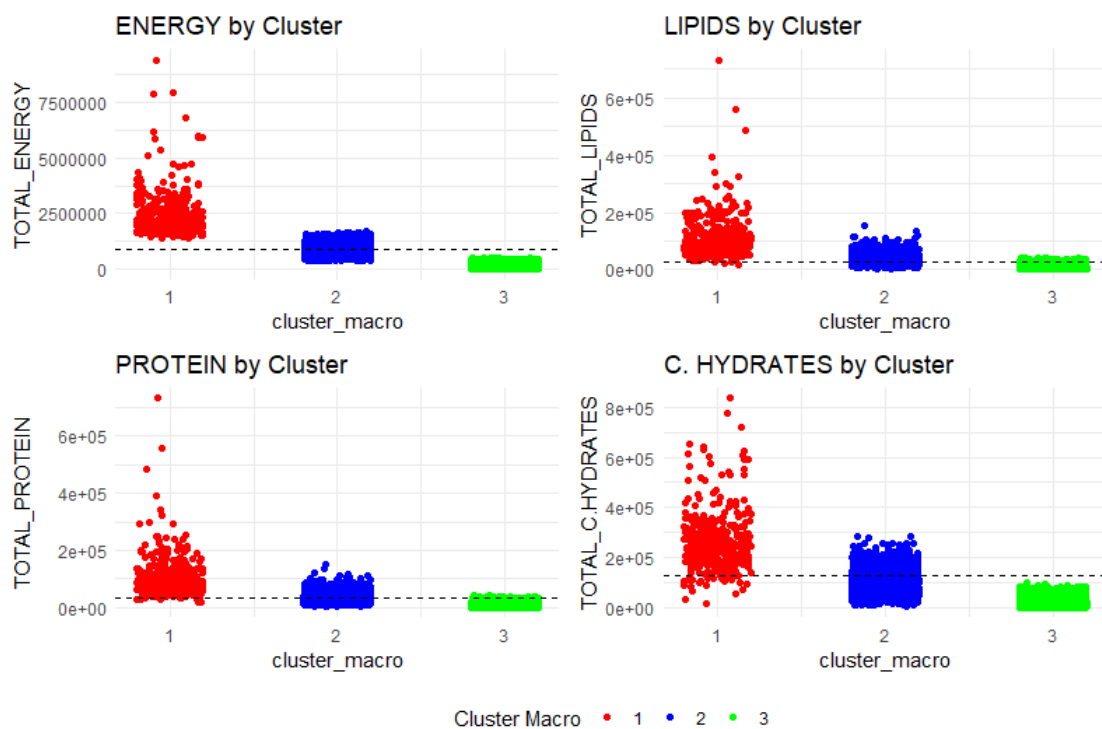 ENERGY by Cluster
TOTAL_ENERGY
7500000
5000000
2500000
0
1 2 3
cluster_macro
LIPIDS by Cluster
TOTAL_LIPIDS
6e+05
4e+05
2e+05
0e+00
1 2 3
cluster_macro
PROTEIN by Cluster
TOTAL_PROTEIN
6e+05
4e+05
2e+05
0e+00
1 2 3
cluster_macro
C. HYDRATES by Cluster
TOTAL_C.HYDRATES
8e+05
6e+05
4e+05
2e+05
0e+00
1 2 3
cluster_macro
Cluster Macro 1 2 3